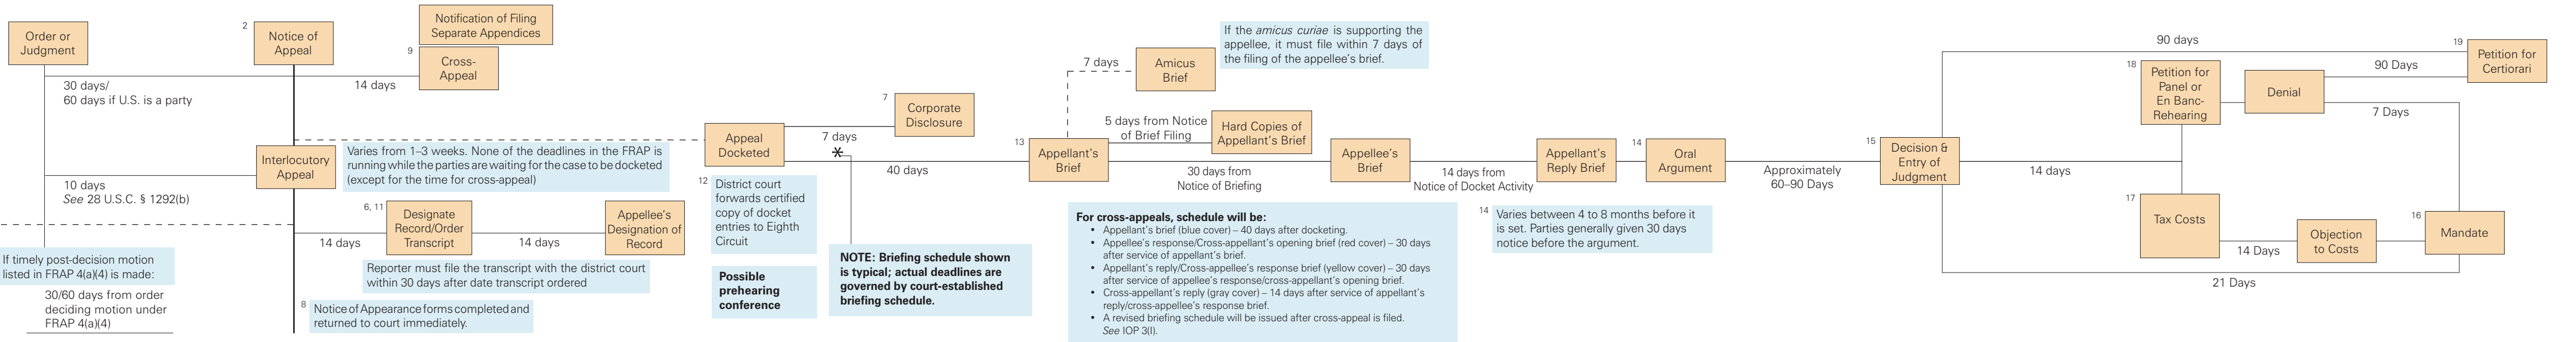 Order or
Judgment
30 days/
60 days if U.S. is a party
10 days
See 28 U.S.C. § 1292(b)
If timely post-decision motion
listed in FRAP 4(a)(4) is made:
30/60 days from order
deciding motion under
FRAP 4(a)(4)
2
Notice of
Appeal
Notification of Filing
Separate Appendices
9
Cross-
Appeal
14 days
Interlocutory
Appeal
Varies from 1–3 weeks. None of the deadlines in the FRAP is
running while the parties are waiting for the case to be docketed
(except for the time for cross-appeal)
6, 11
Designate
Record/Order
Transcript
14 days
14 days
Appellee’s
Designation of
Record
Reporter must file the transcript with the district court
within 30 days after date transcript ordered
8
Notice of Appearance forms completed and
returned to court immediately.
Appeal
Docketed
7
Corporate
Disclosure
7 days
*
40 days
12
District court
forwards certified
copy of docket
entries to Eighth
Circuit
Possible
prehearing
conference
NOTE: Briefing schedule shown
is typical; actual deadlines are
governed by court-established
briefing schedule.
13
Appellant’s
Brief
7 days
Amicus
Brief
If the amicus curiae is supporting the
appellee, it must file within 7 days of
the filing of the appellee’s brief.
5 days from Notice
of Brief Filing
Hard Copies of
Appellant’s Brief
30 days from
Notice of Briefing
Appellee’s
Brief
14 days from
Notice of Docket Activity
Appellant’s
Reply Brief
14
Oral
Argument
For cross-appeals, schedule will be:
• Appellant’s brief (blue cover) – 40 days after docketing.
• Appellee’s response/Cross-appellant’s opening brief (red cover) – 30 days
after service of appellant’s brief.
• Appellant’s reply/Cross-appellee’s response brief (yellow cover) – 30 days
after service of appellee’s response/cross-appellant’s opening brief.
• Cross-appellant’s reply (gray cover) – 14 days after service of appellant’s
reply/cross-appellee’s response brief.
• A revised briefing schedule will be issued after cross-appeal is filed.
See IOP 3(I).
14
Varies between 4 to 8 months before it
is set. Parties generally given 30 days
notice before the argument.
Approximately
60–90 Days
15
Decision &
Entry of
Judgment
90 days
14 days
18
Petition for
Panel or
En Banc-
Rehearing
Denial
90 Days
7 Days
19
Petition for
Certiorari
17
Tax Costs
14 Days
Objection
to Costs
16
Mandate
21 Days